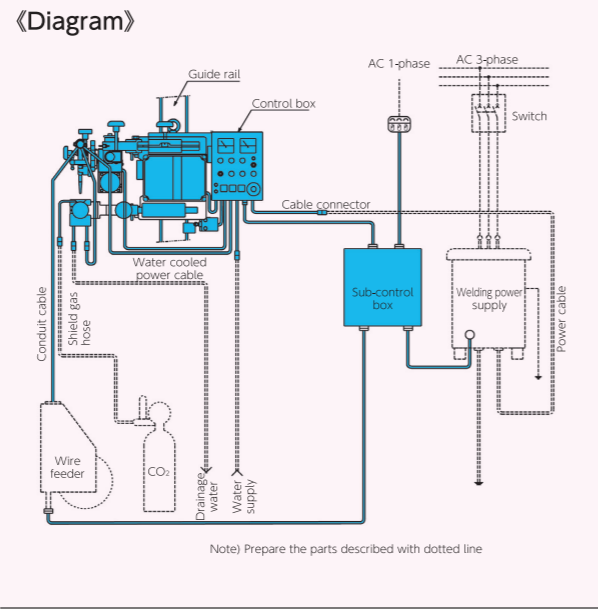 《Diagram》
AC 1-phase
AC 3-phase
Guide rail
Switch
Control box
Cable connector
Water cooled
power cable
Sub-control
box
Welding power
supply
Conduit cable
Shield gas
hose
Power cable
Wire
feeder
CO₂
Drainage
water
Water
supply
Note) Prepare the parts described with dotted line